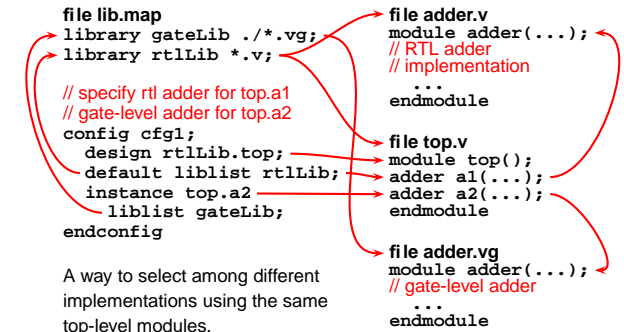 file lib.map
library gateLib ./*.vg;
library rtlLib *.v;
// specify rtl adder for top.a1
// gate-level adder for top.a2
config cfg1;
design rtlLib.top;
default liblist rtlLib;
instance top.a2
liblist gateLib;
endconfig
A way to select among different
implementations using the same
top-level modules.
file adder.v
module adder(...);
// RTL adder
// implementation
...
endmodule
file top.v
module top();
adder a1(...);
adder a2(...);
endmodule
file adder.vg
module adder(...);
// gate-level adder
...
endmodule